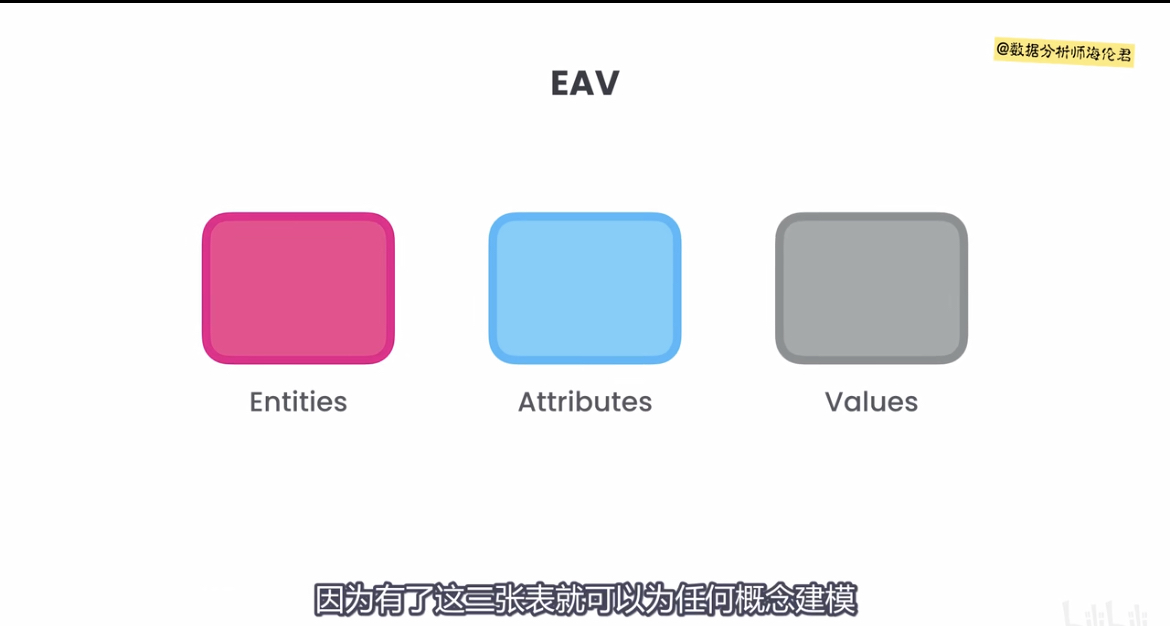 @数据分析师海伦君
EAV
Entities
Attributes
Values
因为有了这三张表就可以为任何概念建模